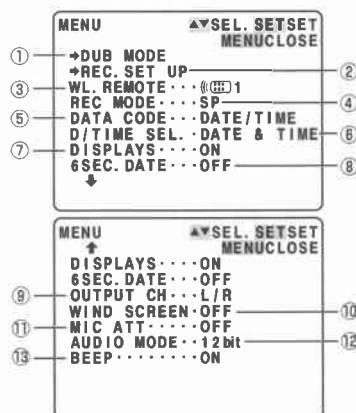 MENU ▲▼SEL. SETSET
MENUCLOSE
① ➔DUB MODE
➔REC. SET UP ②
③ WL. REMOTE··· 1
REC MODE····SP ④
⑤ DATA CODE···DATE/TIME
D/TIME SEL. ·DATE & TIME ⑥
⑦ DISPLAYS····ON
6SEC. DATE···OFF ⑧
MENU ▲▼SEL. SETSET
MENUCLOSE
DISPLAYS····ON
6SEC. DATE···OFF
⑨ OUTPUT CH···L/R
WIND SCREEN·OFF ⑩
⑪ MIC ATT····OFF
AUDIO MODE··12bit ⑫
⑬ BEEP········ON